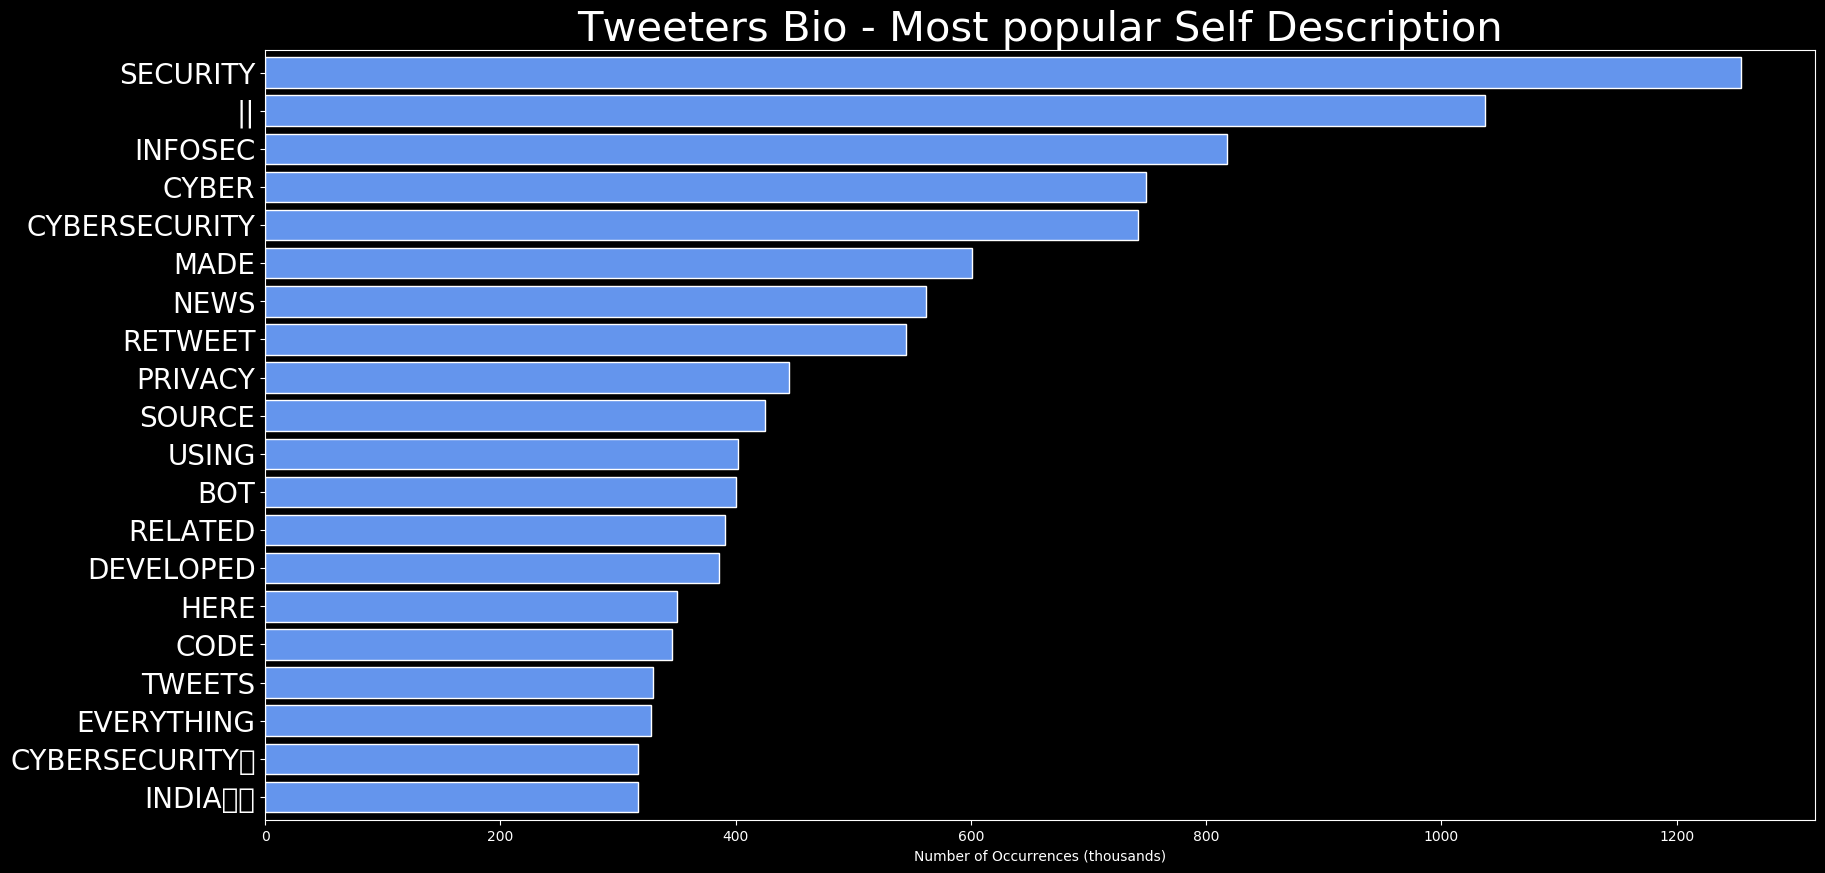 Tweeters Bio - Most popular Self Description
SECURITY
||
INFOSEC
CYBER
CYBERSECURITY
MADE
NEWS
RETWEET
PRIVACY
SOURCE
USING
BOT
RELATED
DEVELOPED
HERE
CODE
TWEETS
EVERYTHING
CYBERSECURITY▯
INDIA▯▯
0 200 400 600 800 1000 1200
Number of Occurrences (thousands)